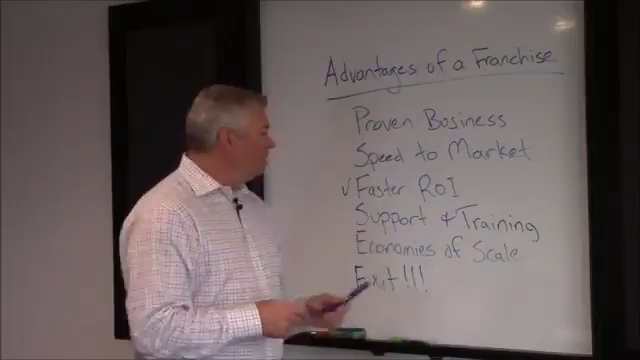 Advantages of a Franchise
Proven Business
Speed to Market
✓ Faster RoI
Support & Training
Economies of Scale
Exit!!!